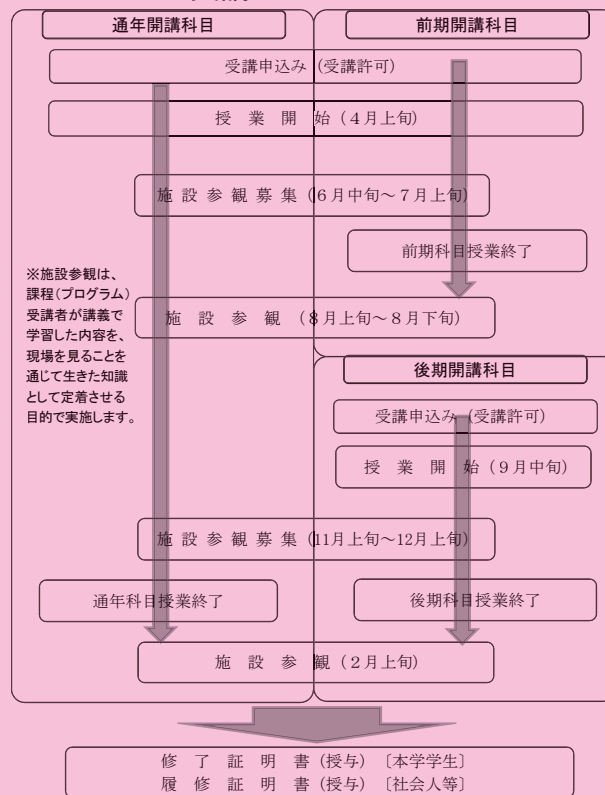 通年開講科目
前期開講科目
受講申込み（受講許可）
授 業 開 始（４月上旬）
施 設 参 観 募 集（６月中旬～７月上旬）
前期科目授業終了
※施設参観は、
課程（プログラム）
受講者が講義で
学習した内容を、
現場を見ることを
通じて生きた知識
として定着させる
目的で実施します。
施 設 参 観 （８月上旬～８月下旬）
後期開講科目
受講申込み（受講許可）
授 業 開 始（９月中旬）
施 設 参 観 募 集（11月上旬～12月上旬）
通年科目授業終了
後期科目授業終了
施 設 参 観（２月上旬）
修 了 証 明 書（授与）〔本学学生〕
履 修 証 明 書（授与）〔社会人等〕